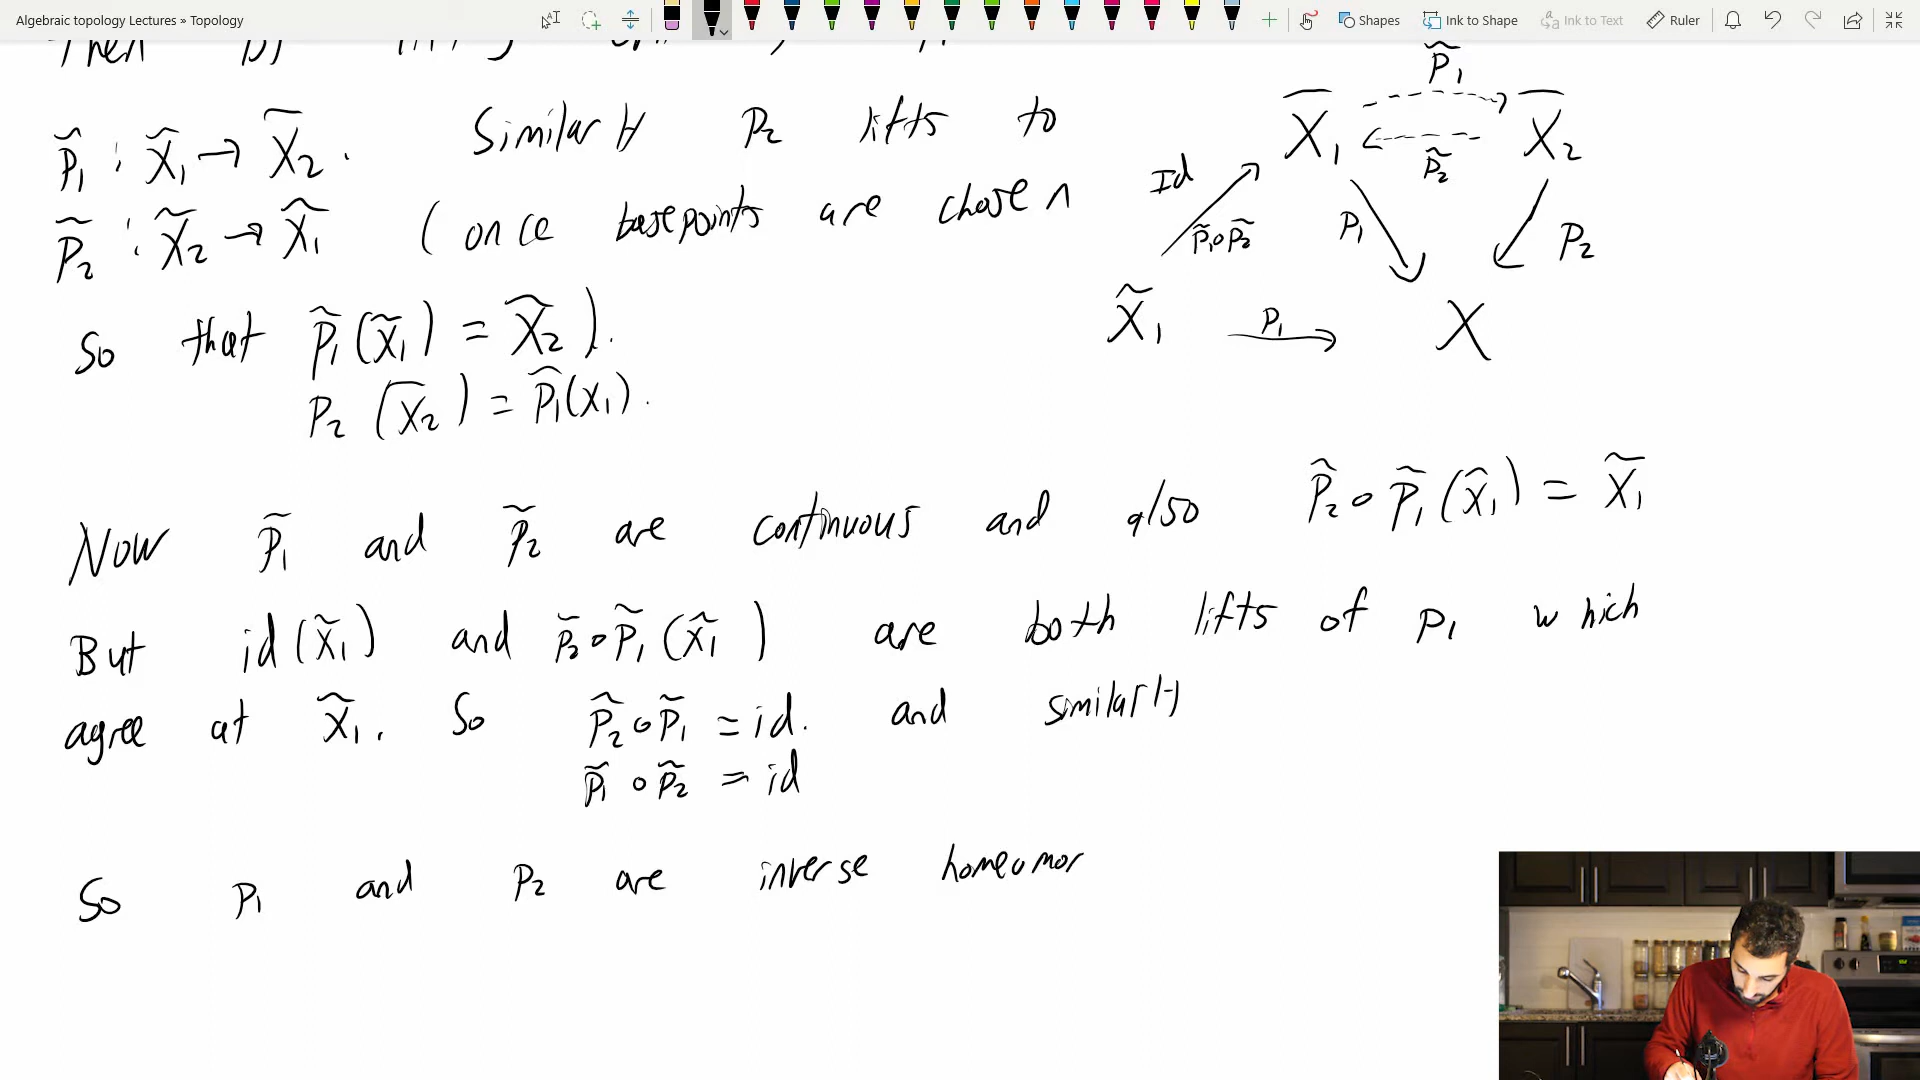 Algebraic topology Lectures » Topology
Shapes
Ink to Shape
Ink to Text
Ruler
Then by
p̃₁ : X̃₁ → X̃₂. Similarly p₂ lifts to
p̃₂ : X̃₂ → X̃₁ (once basepoints are chosen
So that p̃₁(x̃₁) = x̃₂).
p₂(x̃₂) = p̃₁(x₁).
p̃₁
X̃₁ X̃₂
p̃₂
Id
p̃₁∘p̃₂ p₁ p₂
X̃₁ p₁ X
Now p̃₁ and p̃₂ are continuous and also p̃₂∘p̃₁(x̃₁) = x̃₁
But id(x̃₁) and p̃₂∘p̃₁(x̃₁) are both lifts of p₁ which
agree at x̃₁. So p̃₂∘p̃₁ = id. and similarly
p̃₁∘p̃₂ = id
So p₁ and p₂ are inverse homeomor